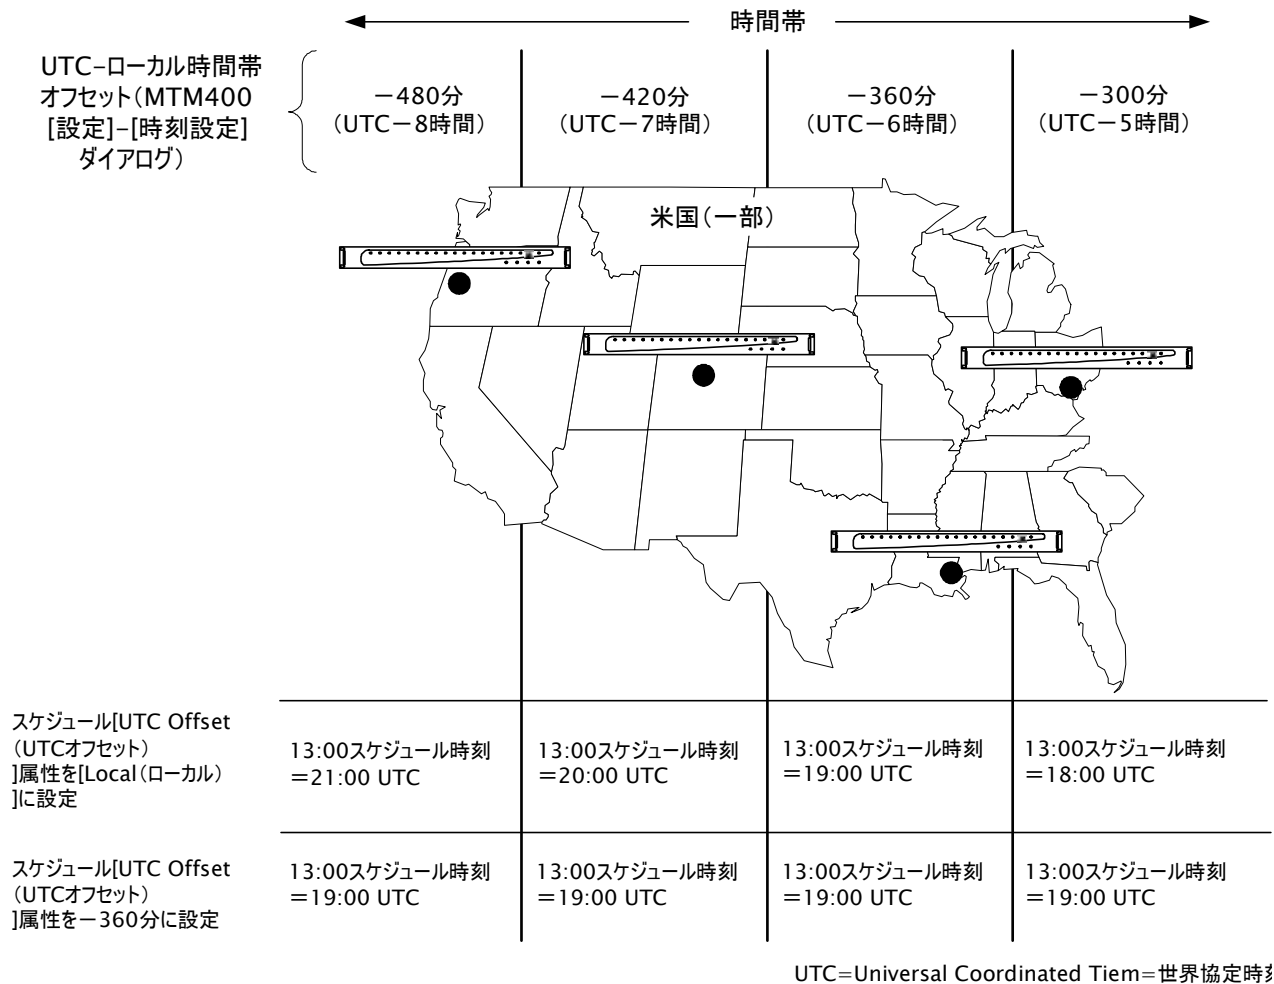 時間帯
UTC–ローカル時間帯
オフセット（MTM400
[設定]–[時刻設定]
ダイアログ）
－480分
（UTC－8時間）
－420分
（UTC－7時間）
－360分
（UTC－6時間）
－300分
（UTC－5時間）
米国（一部）
スケジュール[UTC Offset
（UTCオフセット）
]属性を[Local（ローカル）
]に設定
13:00スケジュール時刻
＝21:00 UTC
13:00スケジュール時刻
＝20:00 UTC
13:00スケジュール時刻
＝19:00 UTC
13:00スケジュール時刻
＝18:00 UTC
スケジュール[UTC Offset
（UTCオフセット）
]属性を－360分に設定
13:00スケジュール時刻
＝19:00 UTC
13:00スケジュール時刻
＝19:00 UTC
13:00スケジュール時刻
＝19:00 UTC
13:00スケジュール時刻
＝19:00 UTC
UTC=Universal Coordinated Tiem=世界協定時刻